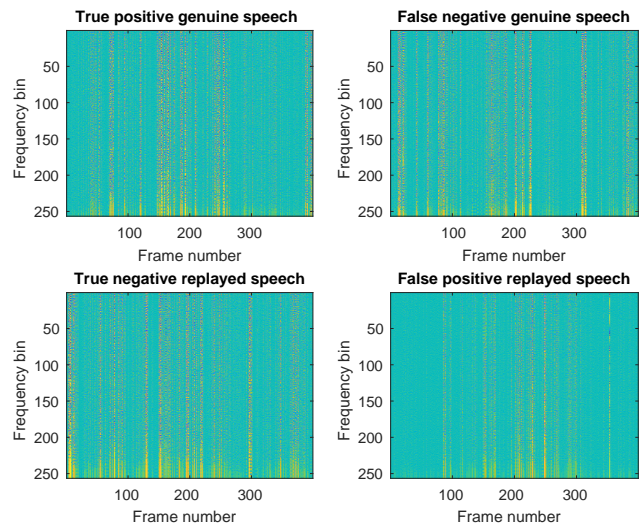 True positive genuine speech
Frequency bin
50
100
150
200
250
100
200
300
Frame number
False negative genuine speech
Frequency bin
50
100
150
200
250
100
200
300
Frame number
True negative replayed speech
Frequency bin
50
100
150
200
250
100
200
300
Frame number
False positive replayed speech
Frequency bin
50
100
150
200
250
100
200
300
Frame number